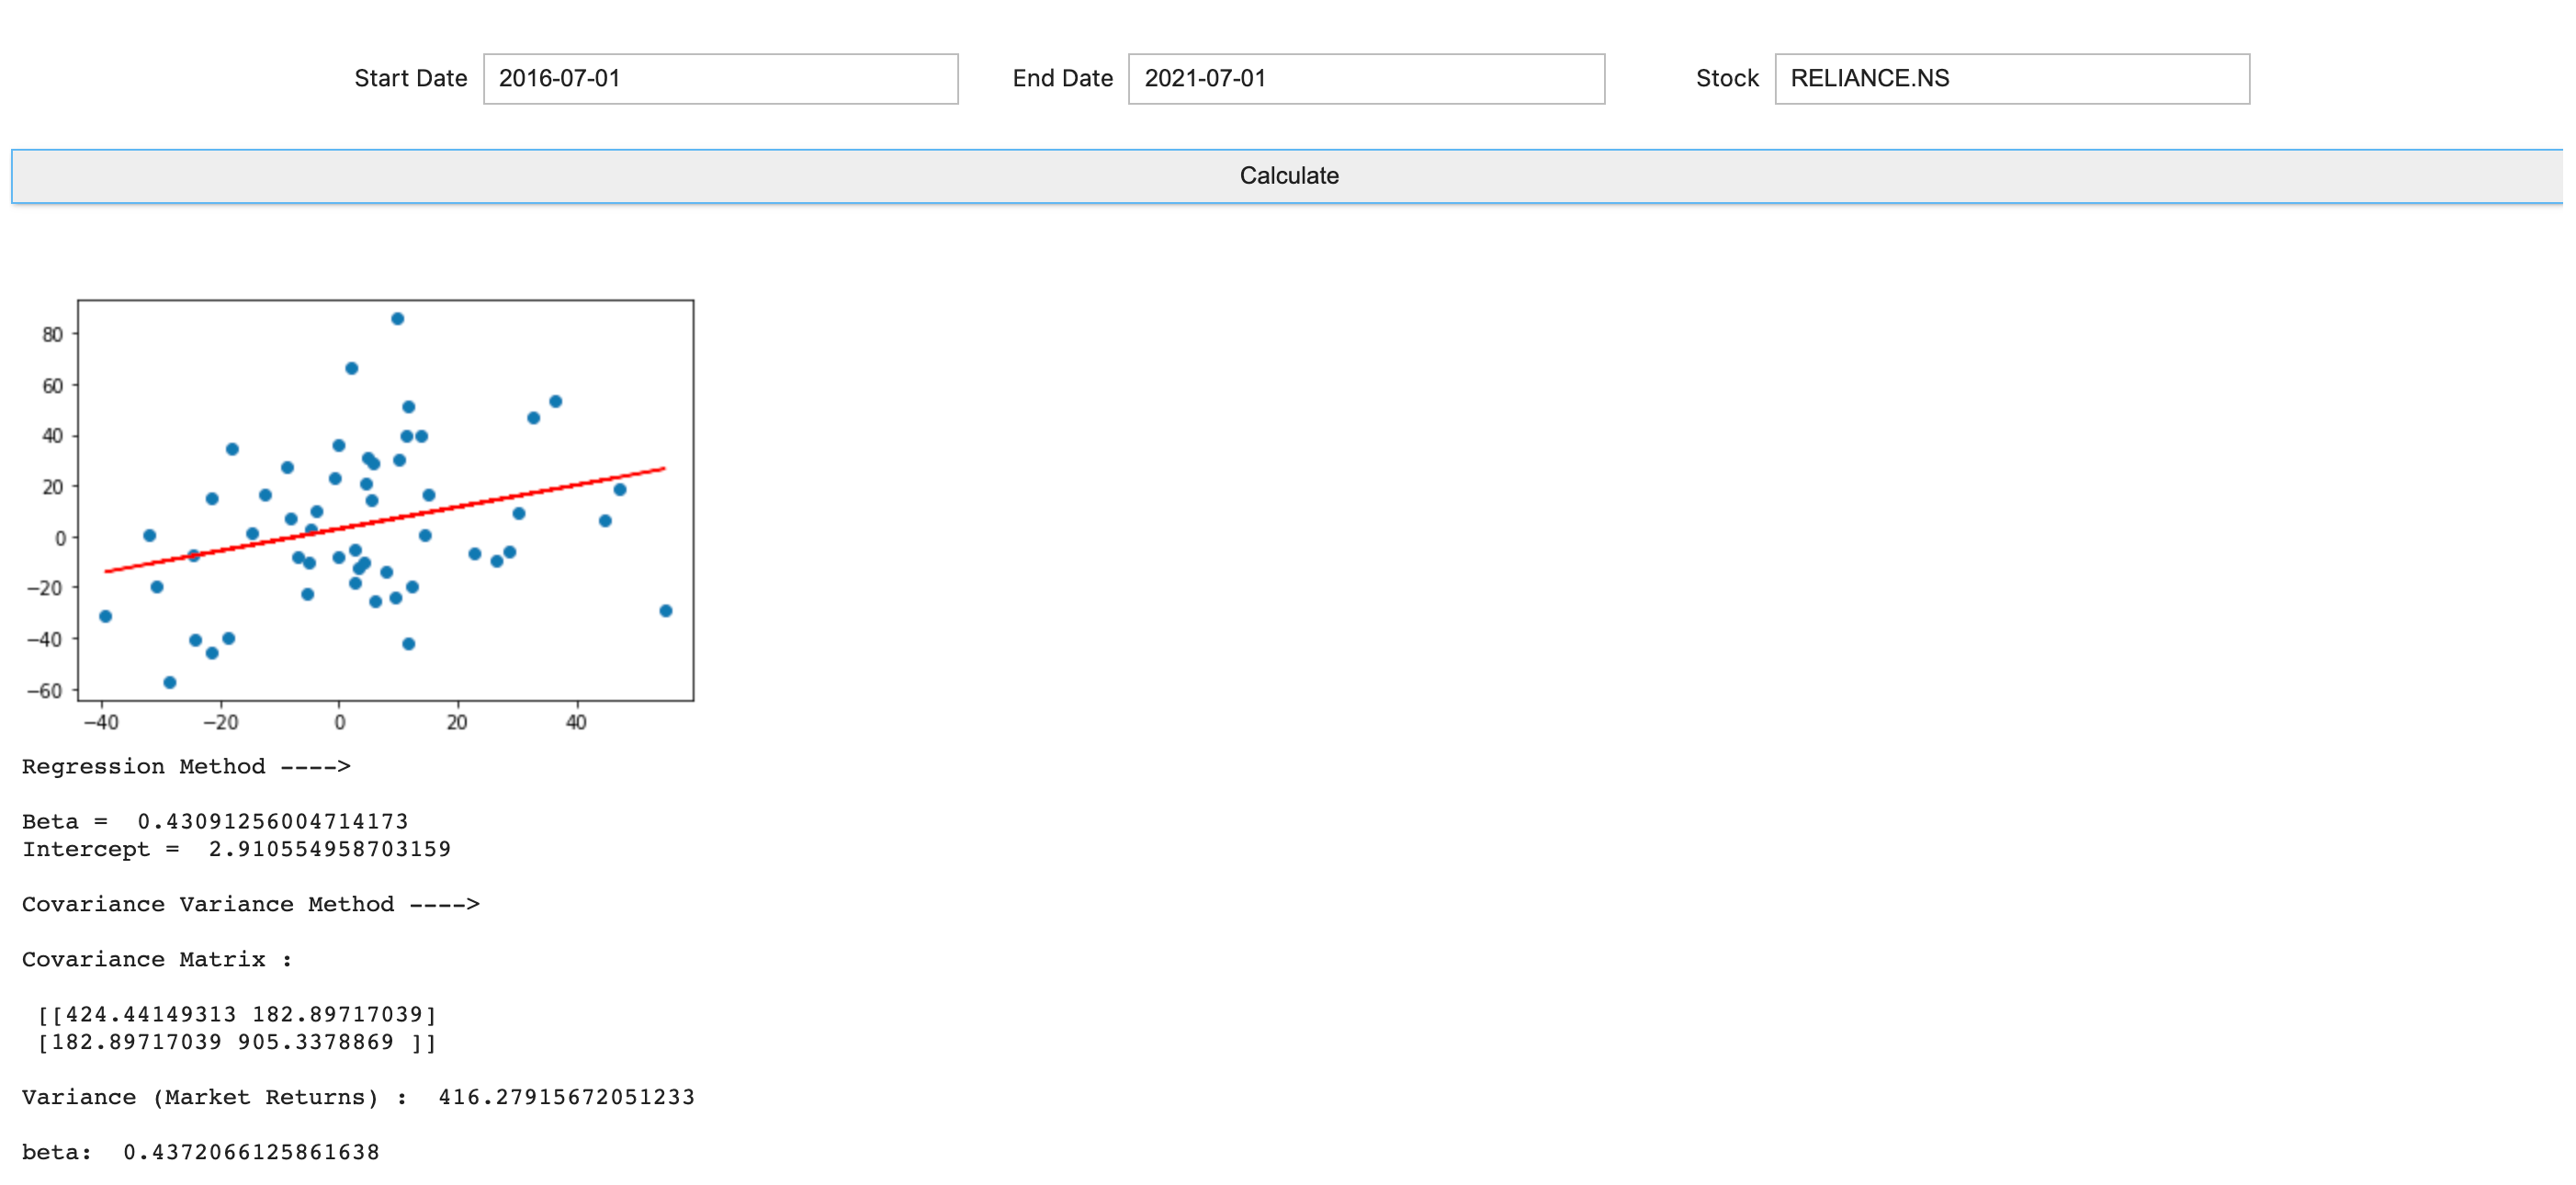 Start Date 2016-07-01 End Date 2021-07-01 Stock RELIANCE.NS
Calculate
80
60
40
20
0
−20
−40
−60
−40 −20 0 20 40
Regression Method ---->
Beta =  0.43091256004714173
Intercept =  2.910554958703159
Covariance Variance Method ---->
Covariance Matrix :
[[424.44149313 182.89717039]
[182.89717039 905.3378869 ]]
Variance (Market Returns) :  416.27915672051233
beta:  0.4372066125861638